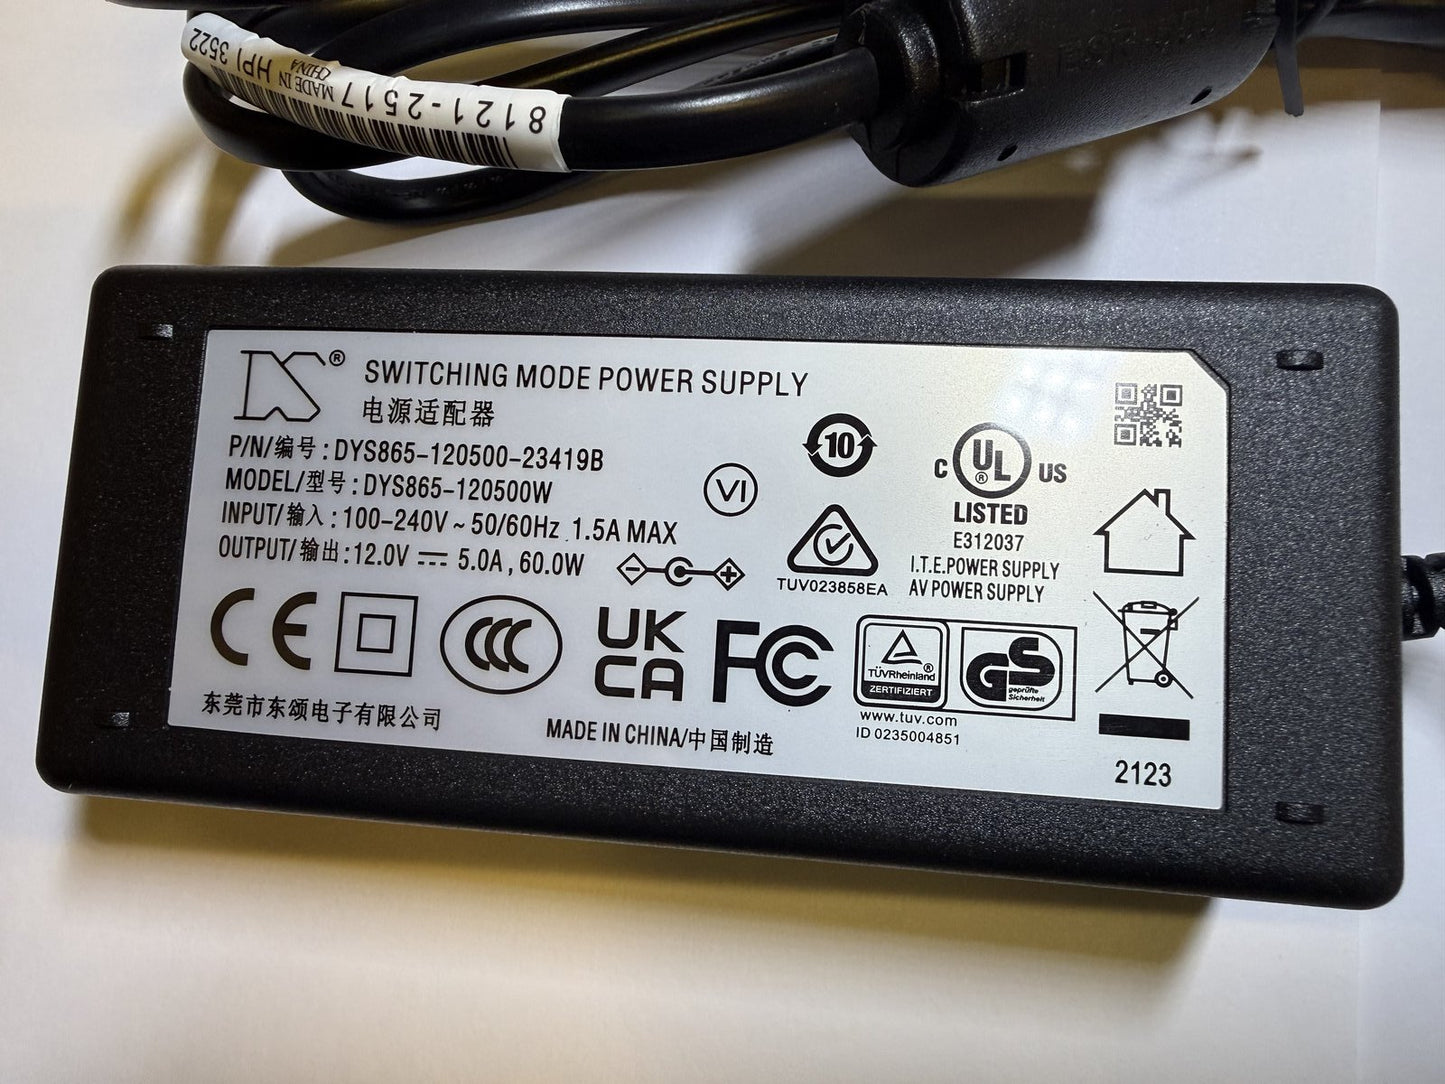 8121-2517 MADE IN HPI 3522
CHINA
DS®
SWITCHING MODE POWER SUPPLY
电源适配器
P/N/编号:DYS865-120500-23419B
MODEL/型号:DYS865-120500W
INPUT/输入:100-240V~50/60Hz 1.5A MAX
OUTPUT/输出:12.0V ⎓ 5.0A, 60.0W
VI
10
C UL® US
LISTED
E312037
I.T.E.POWER SUPPLY
AV POWER SUPPLY
TUV023858EA
CE
CCC
UK
CA
FC
TÜVRheinland®
ZERTIFIZIERT
GS
geprüfte
Sicherheit
www.tuv.com
ID 0235004851
东莞市东颂电子有限公司
MADE IN CHINA/中国制造
2123